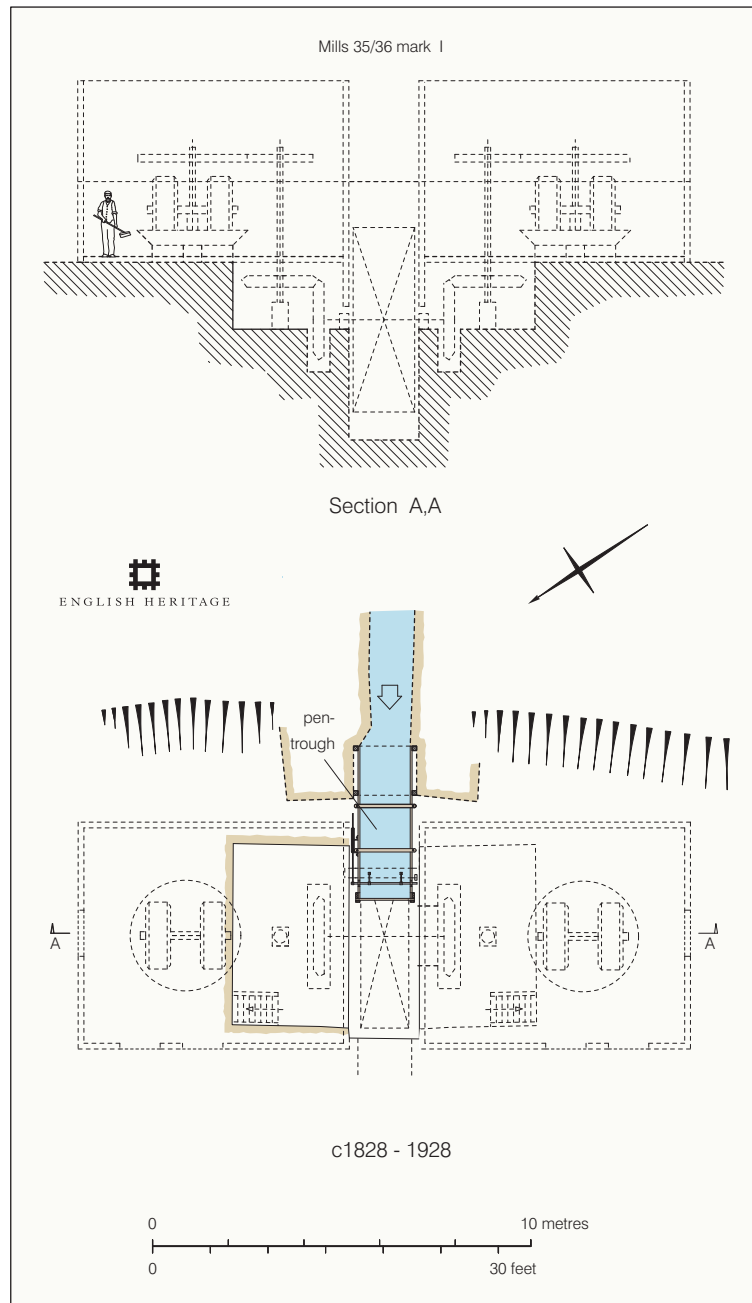 Mills 35/36 mark I
Section A,A
ENGLISH HERITAGE
pen-
trough
A
A
c1828 - 1928
0
10 metres
0
30 feet